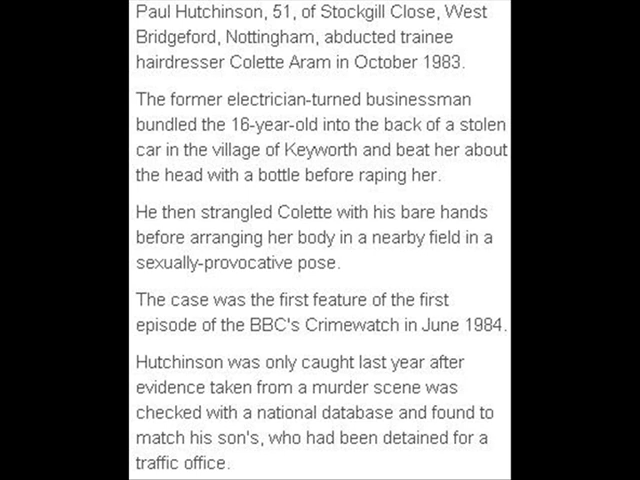 Paul Hutchinson, 51, of Stockgill Close, West
Bridgeford, Nottingham, abducted trainee
hairdresser Colette Aram in October 1983.
The former electrician-turned businessman
bundled the 16-year-old into the back of a stolen
car in the village of Keyworth and beat her about
the head with a bottle before raping her.
He then strangled Colette with his bare hands
before arranging her body in a nearby field in a
sexually-provocative pose.
The case was the first feature of the first
episode of the BBC's Crimewatch in June 1984.
Hutchinson was only caught last year after
evidence taken from a murder scene was
checked with a national database and found to
match his son's, who had been detained for a
traffic office.